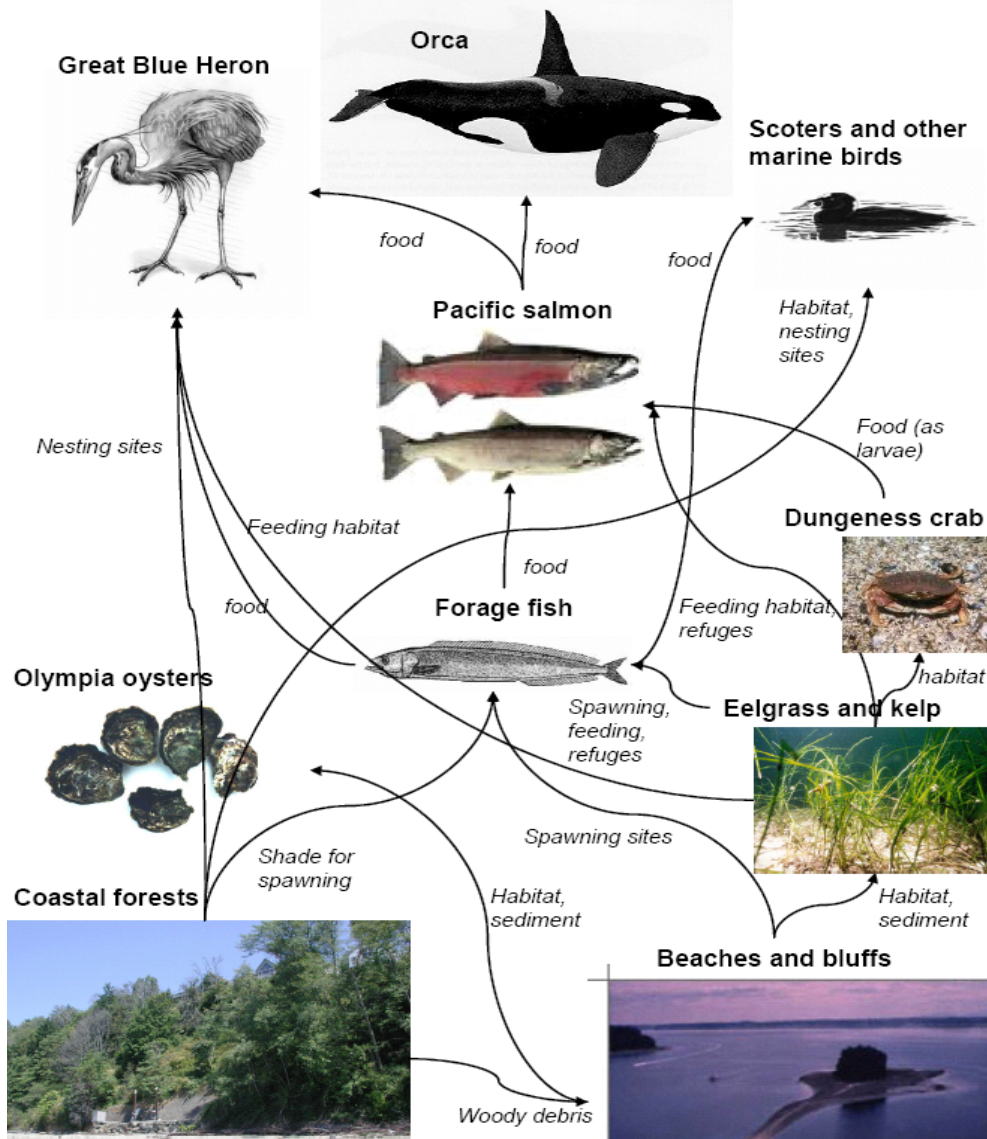 Orca
Great Blue Heron
Scoters and other
marine birds
food
food
food
Pacific salmon
Habitat,
nesting
sites
Nesting sites
Food (as
larvae)
Feeding habitat
Dungeness crab
food
food
Forage fish
Feeding habitat,
refuges
Olympia oysters
habitat
Spawning,
feeding,
refuges
Eelgrass and kelp
Spawning sites
Shade for
spawning
Coastal forests
Habitat,
sediment
Habitat,
sediment
Beaches and bluffs
Woody debris